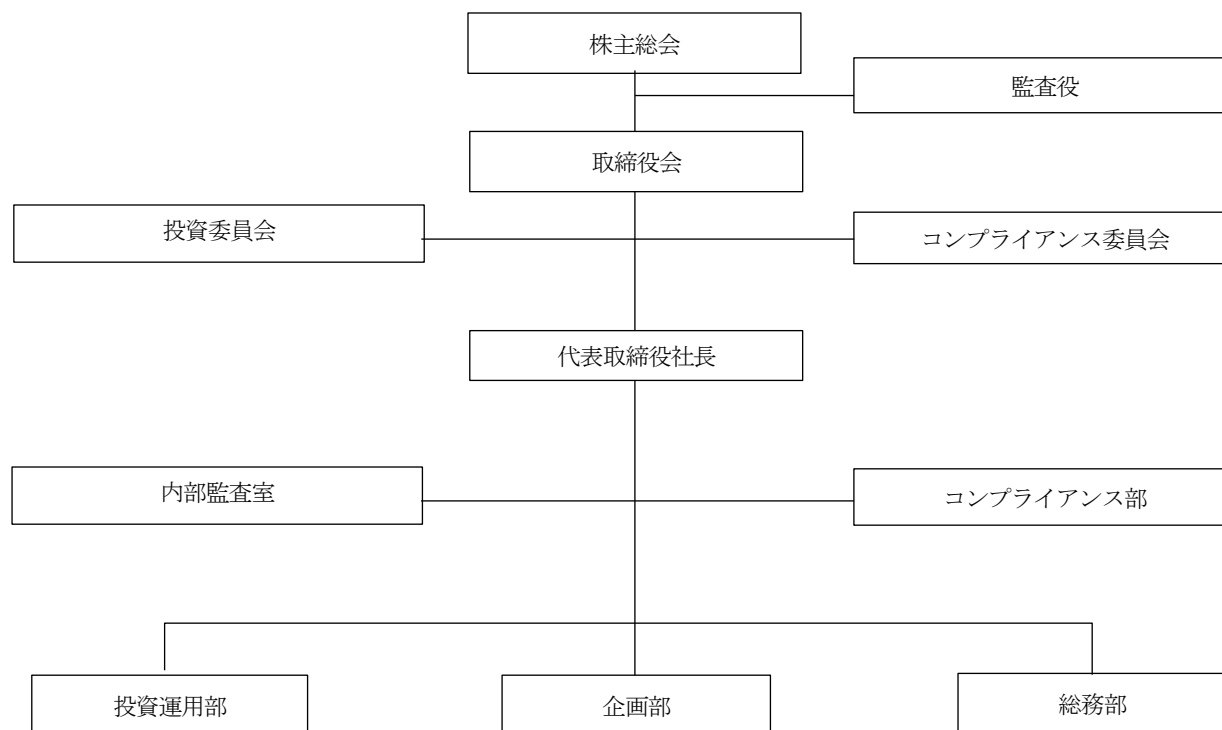 株主総会
監査役
取締役会
投資委員会
コンプライアンス委員会
代表取締役社長
内部監査室
コンプライアンス部
投資運用部
企画部
総務部